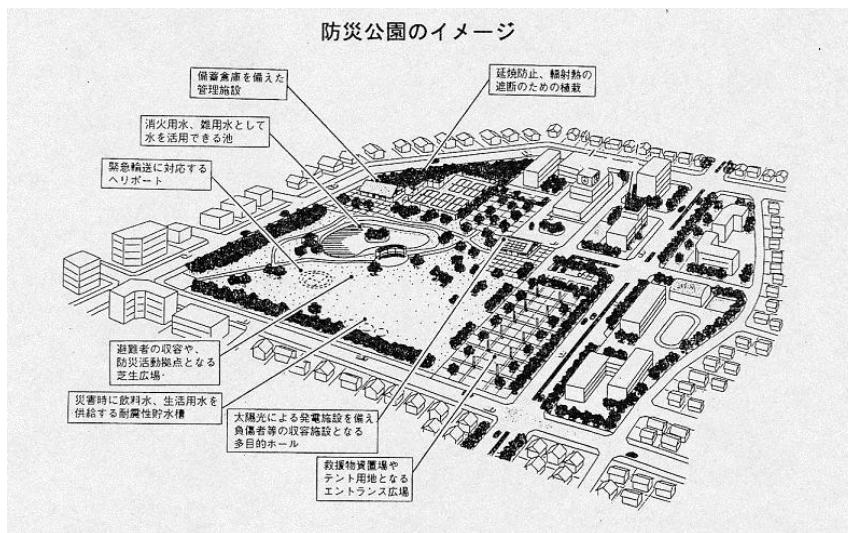 防災公園のイメージ
備蓄倉庫を備えた
管理施設
延焼防止、輻射熱の
遮断のための植栽
消火用水、雑用水として
水を活用できる池
緊急輸送に対応する
ヘリポート
避難者の収容や、
防災活動拠点となる
芝生広場
災害時に飲料水、生活用水を
供給する耐震性貯水槽
太陽光による発電施設を備え
負傷者等の収容施設となる
多目的ホール
救援物資置場や
テント用地となる
エントランス広場